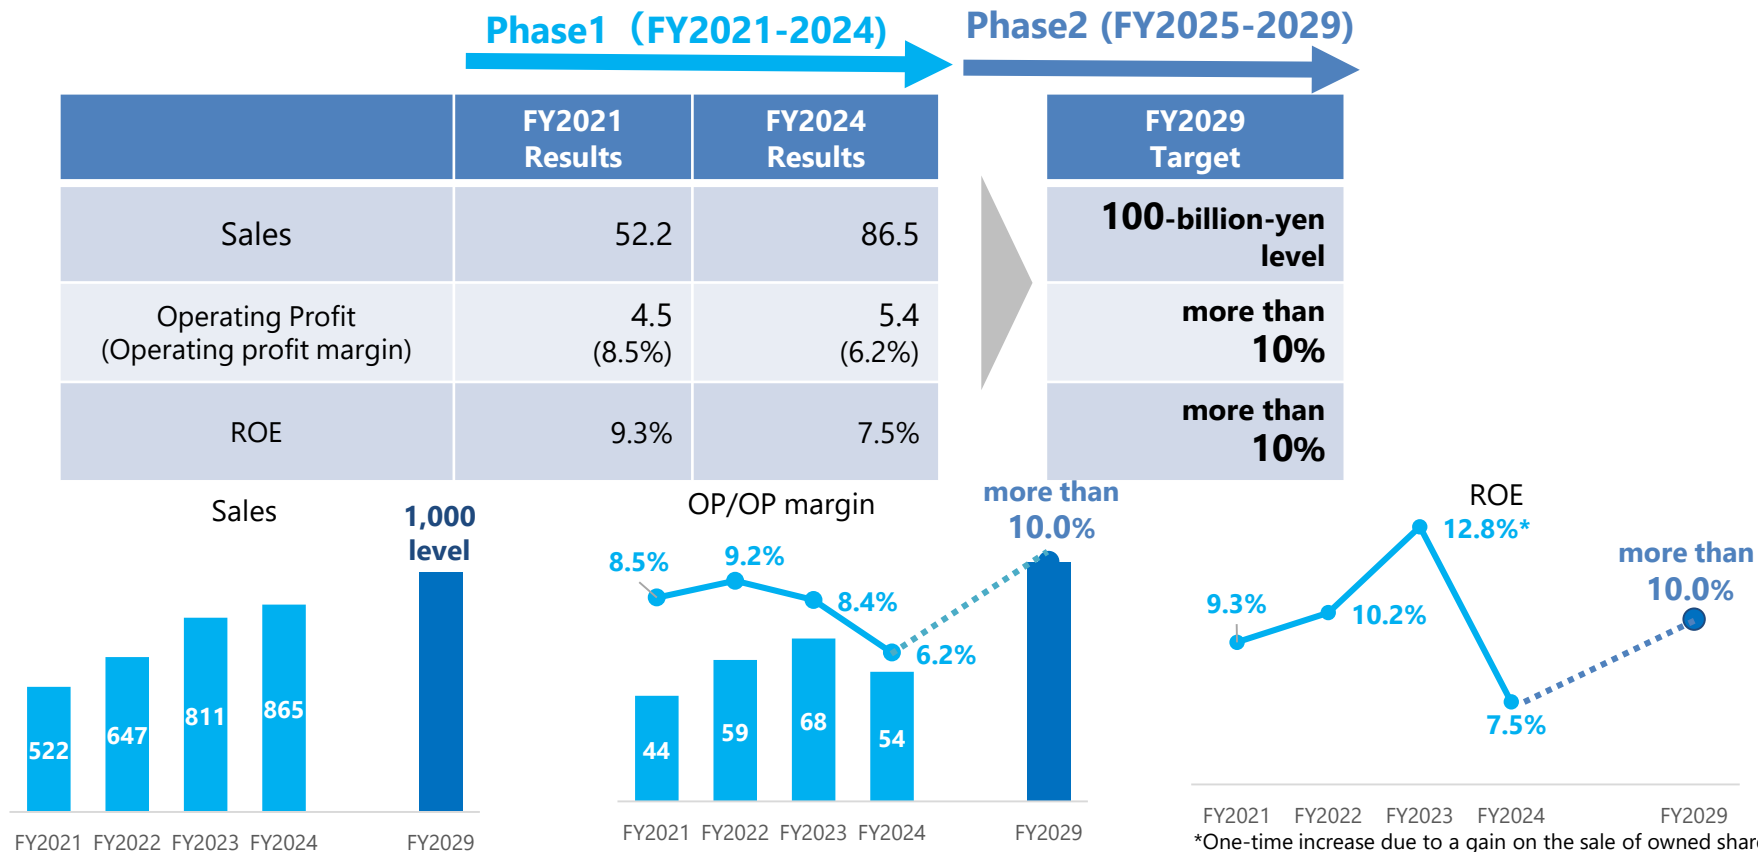 Phase1（FY2021-2024)
Phase2 (FY2025-2029)
FY2021
Results
FY2024
Results
FY2029
Target
Sales
52.2
86.5
100-billion-yen
level
Operating Profit
(Operating profit margin)
4.5
(8.5%)
5.4
(6.2%)
more than
10%
ROE
9.3%
7.5%
more than
10%
Sales
1,000
level
522
647
811
865
FY2021
FY2022
FY2023
FY2024
FY2029
OP/OP margin
more than
10.0%
8.5%
9.2%
8.4%
6.2%
44
59
68
54
FY2021
FY2022
FY2023
FY2024
FY2029
ROE
12.8%*
more than
10.0%
9.3%
10.2%
7.5%
FY2021
FY2022
FY2023
FY2024
FY2029
*One-time increase due to a gain on the sale of owned